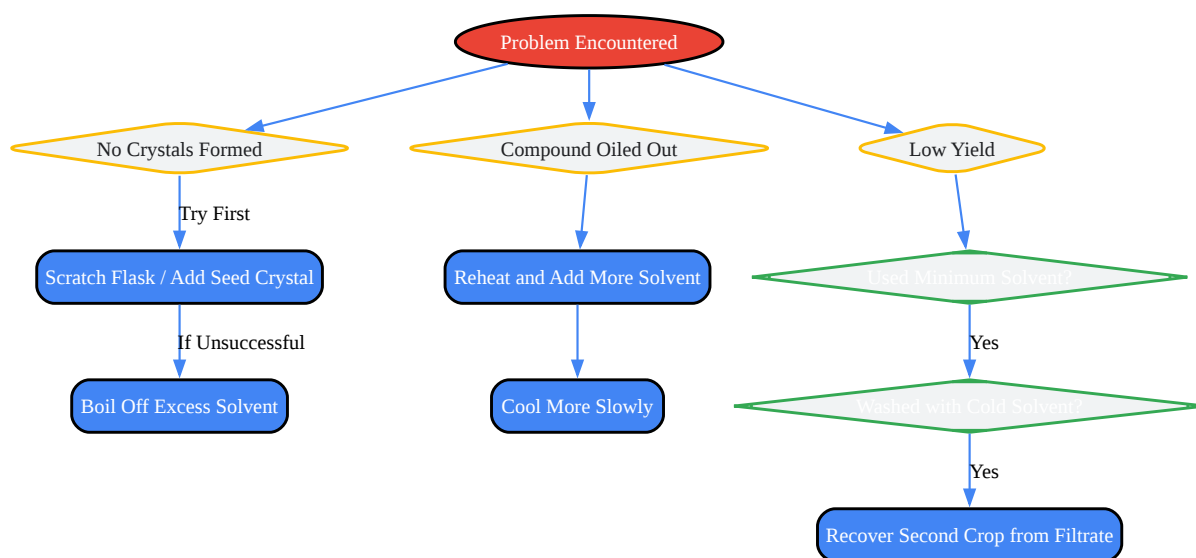 Problem Encountered
No Crystals Formed
Compound Oiled Out
Low Yield
Try First
Scratch Flask / Add Seed Crystal
Reheat and Add More Solvent
Used Minimum Solvent?
If Unsuccessful
Yes
Boil Off Excess Solvent
Cool More Slowly
Washed with Cold Solvent?
Yes
Recover Second Crop from Filtrate